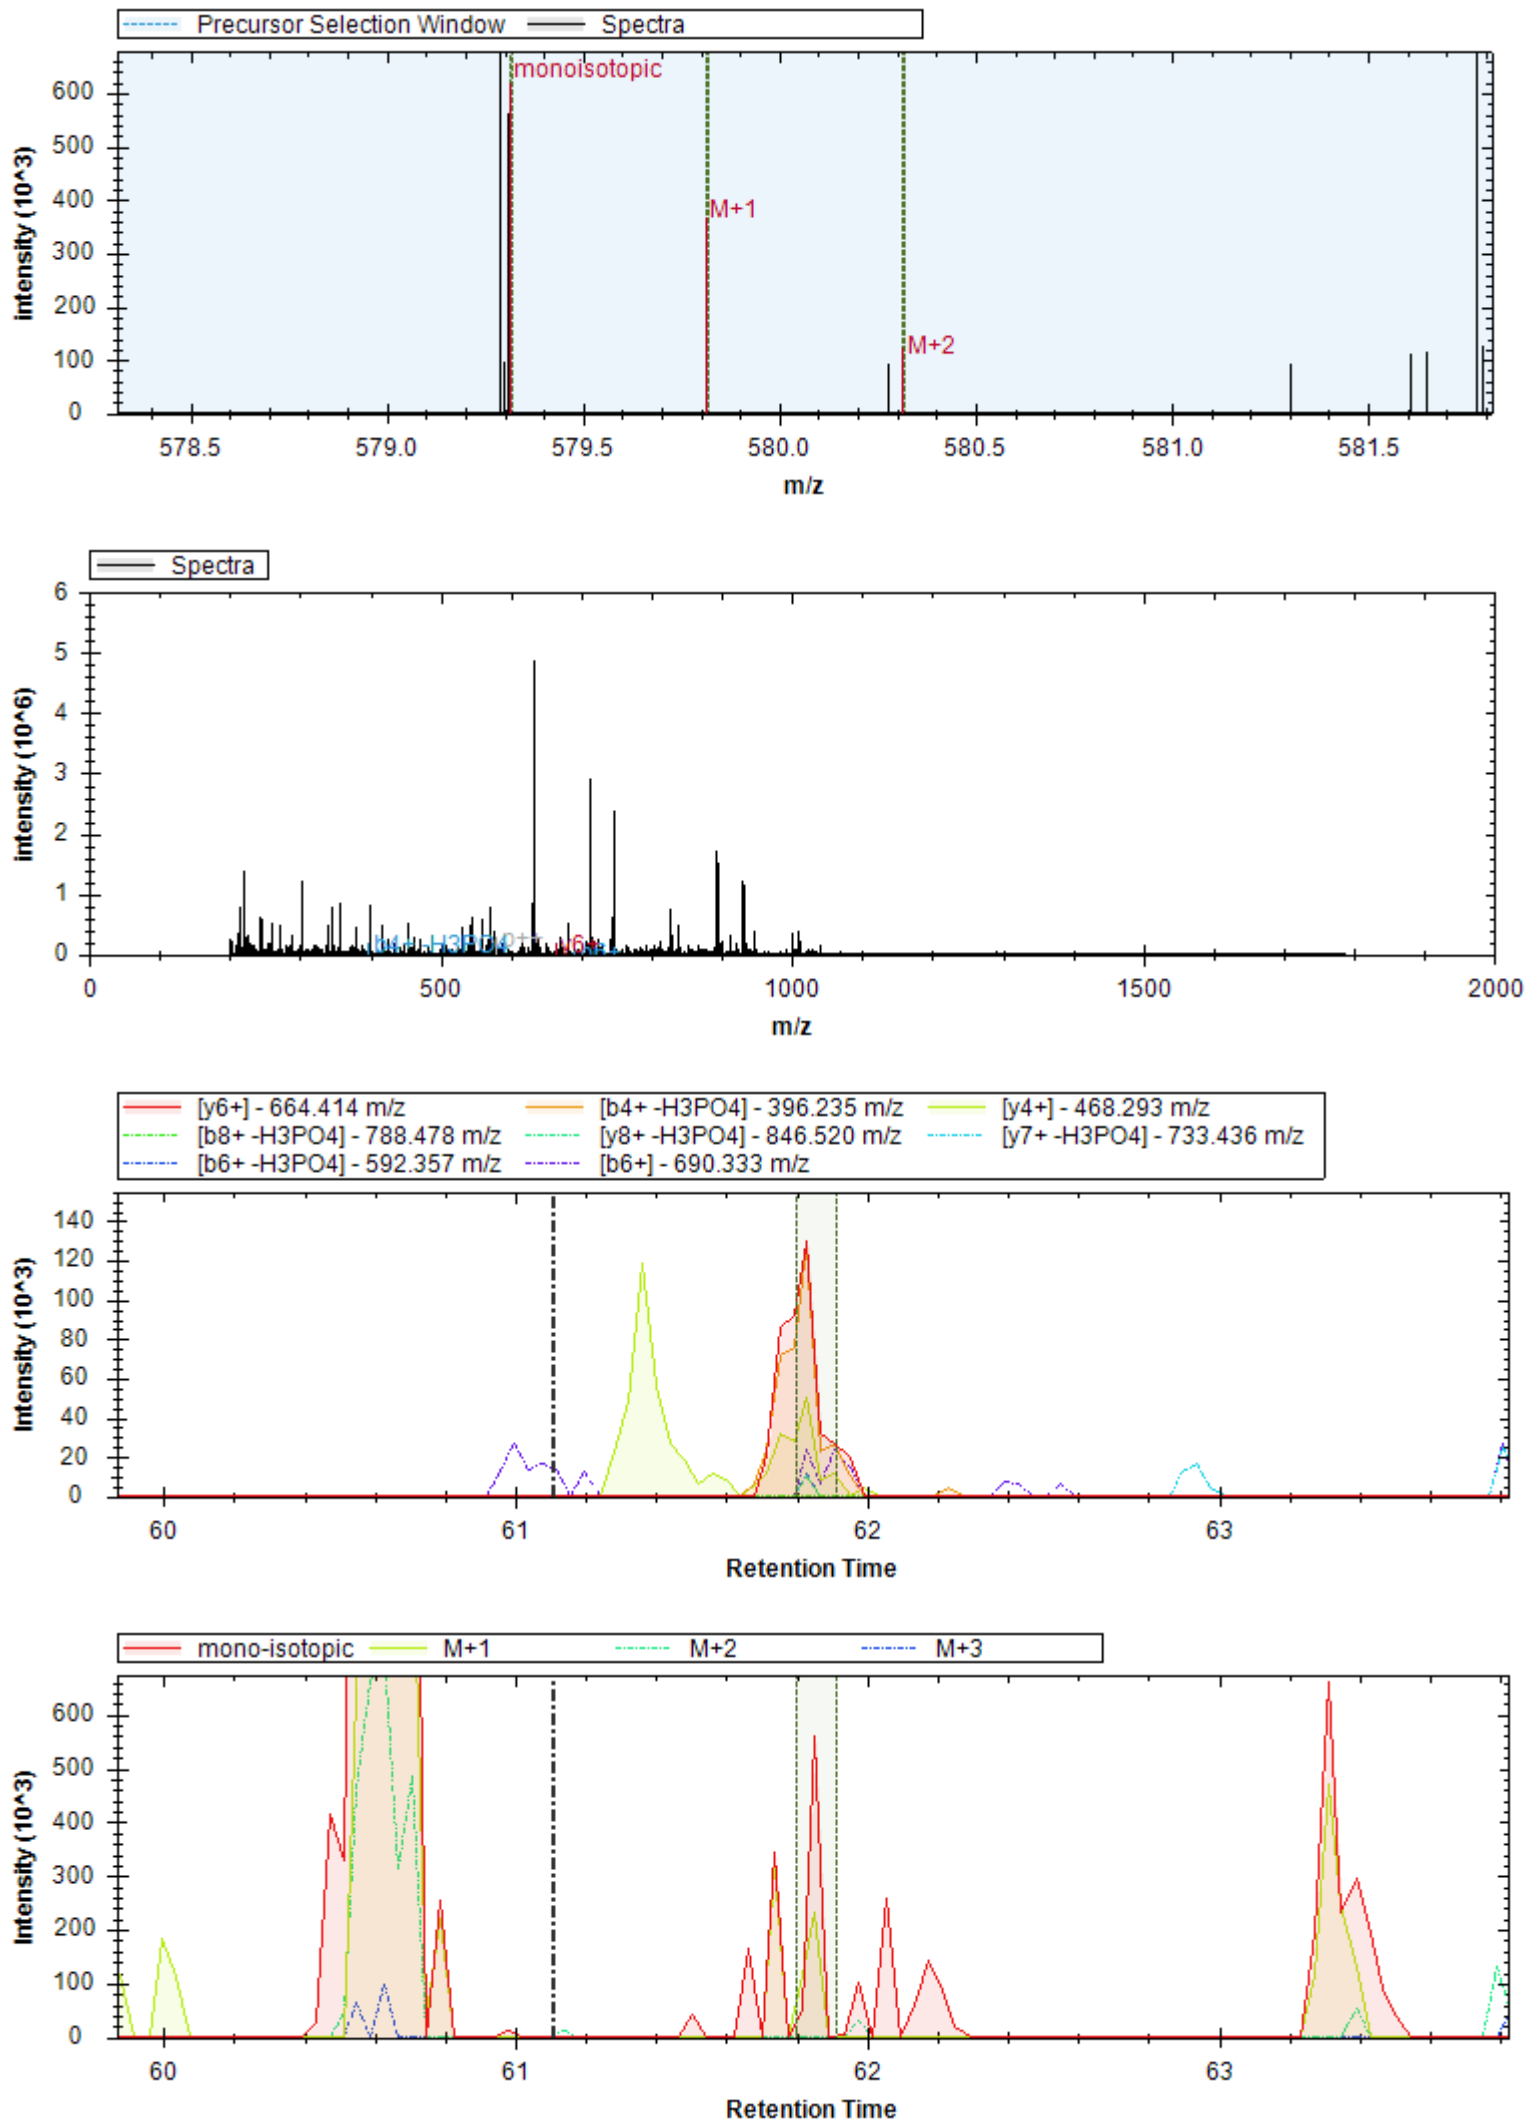 Precursor Selection Window Spectra
monoisotopic
M+1
M+2
intensity (10^3)
600
500
400
300
200
100
0
578.5 579.0 579.5 580.0 580.5 581.0 581.5
m/z
Spectra
intensity (10^6)
6
5
4
3
2
1
0
b4+ -H3PO4 y6+
0 500 1000 1500 2000
m/z
[y6+] - 664.414 m/z [b4+ -H3PO4] - 396.235 m/z [y4+] - 468.293 m/z
[b8+ -H3PO4] - 788.478 m/z [y8+ -H3PO4] - 846.520 m/z [y7+ -H3PO4] - 733.436 m/z
[b6+ -H3PO4] - 592.357 m/z [b6+] - 690.333 m/z
Intensity (10^3)
140
120
100
80
60
40
20
0
60 61 62 63
Retention Time
mono-isotopic M+1 M+2 M+3
Intensity (10^3)
600
500
400
300
200
100
0
60 61 62 63
Retention Time